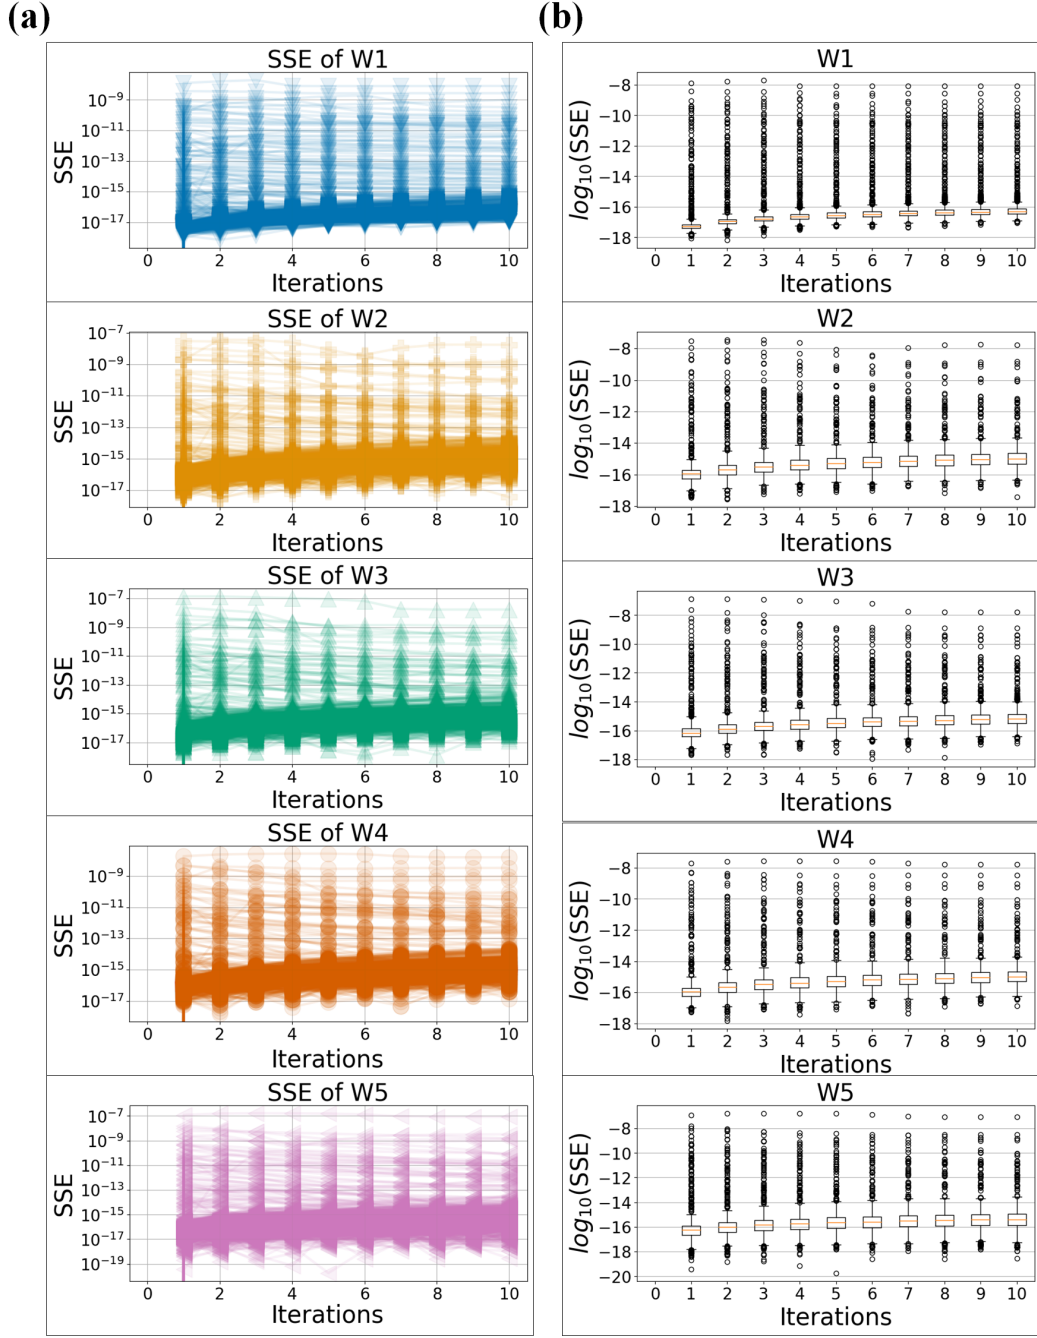 (a)
SSE of W1
SSE
10⁻⁹
10⁻¹¹
10⁻¹³
10⁻¹⁵
10⁻¹⁷
0 2 4 6 8 10
Iterations
SSE of W2
SSE
10⁻⁷
10⁻⁹
10⁻¹¹
10⁻¹³
10⁻¹⁵
10⁻¹⁷
0 2 4 6 8 10
Iterations
SSE of W3
SSE
10⁻⁷
10⁻⁹
10⁻¹¹
10⁻¹³
10⁻¹⁵
10⁻¹⁷
0 2 4 6 8 10
Iterations
SSE of W4
SSE
10⁻⁹
10⁻¹¹
10⁻¹³
10⁻¹⁵
10⁻¹⁷
0 2 4 6 8 10
Iterations
SSE of W5
SSE
10⁻⁷
10⁻⁹
10⁻¹¹
10⁻¹³
10⁻¹⁵
10⁻¹⁷
10⁻¹⁹
0 2 4 6 8 10
Iterations
(b)
W1
log₁₀(SSE)
−8
−10
−12
−14
−16
−18
0 1 2 3 4 5 6 7 8 9 10
Iterations
W2
log₁₀(SSE)
−8
−10
−12
−14
−16
−18
0 1 2 3 4 5 6 7 8 9 10
Iterations
W3
log₁₀(SSE)
−8
−10
−12
−14
−16
−18
0 1 2 3 4 5 6 7 8 9 10
Iterations
W4
log₁₀(SSE)
−8
−10
−12
−14
−16
−18
0 1 2 3 4 5 6 7 8 9 10
Iterations
W5
log₁₀(SSE)
−8
−10
−12
−14
−16
−18
−20
0 1 2 3 4 5 6 7 8 9 10
Iterations